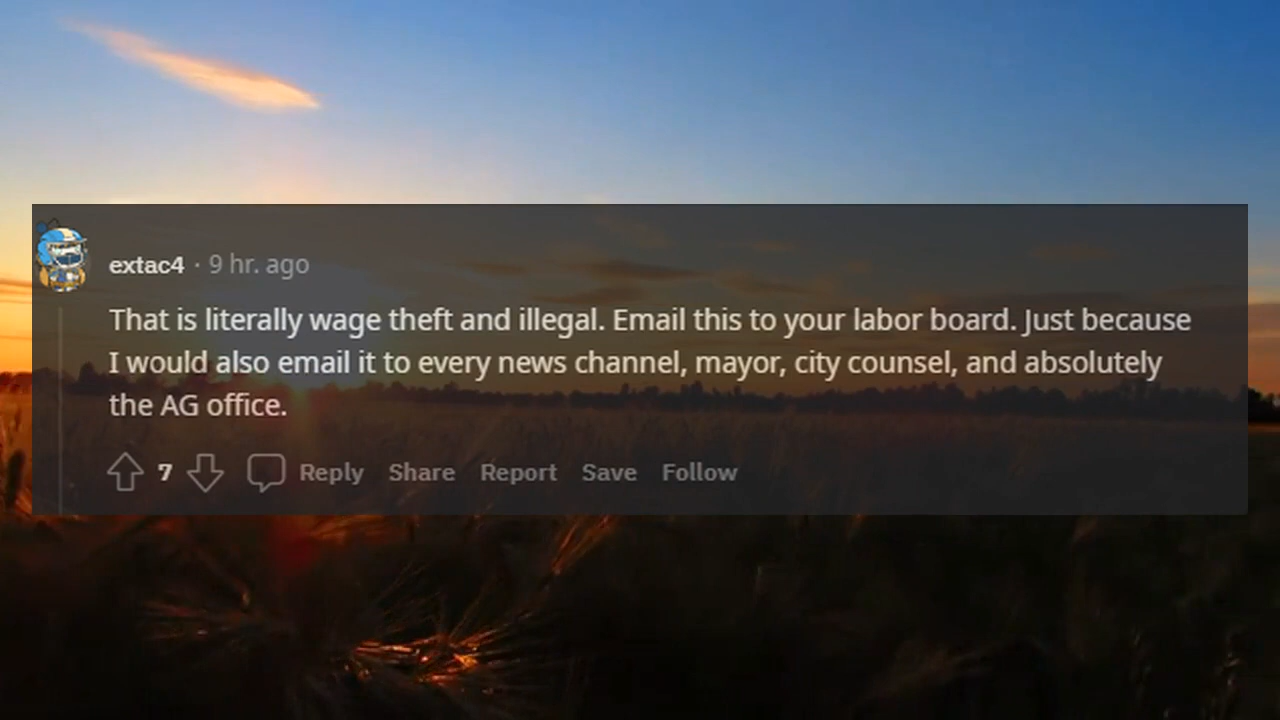 extac4 · 9 hr. ago
That is literally wage theft and illegal. Email this to your labor board. Just because
I would also email it to every news channel, mayor, city counsel, and absolutely
the AG office.
7 Reply Share Report Save Follow